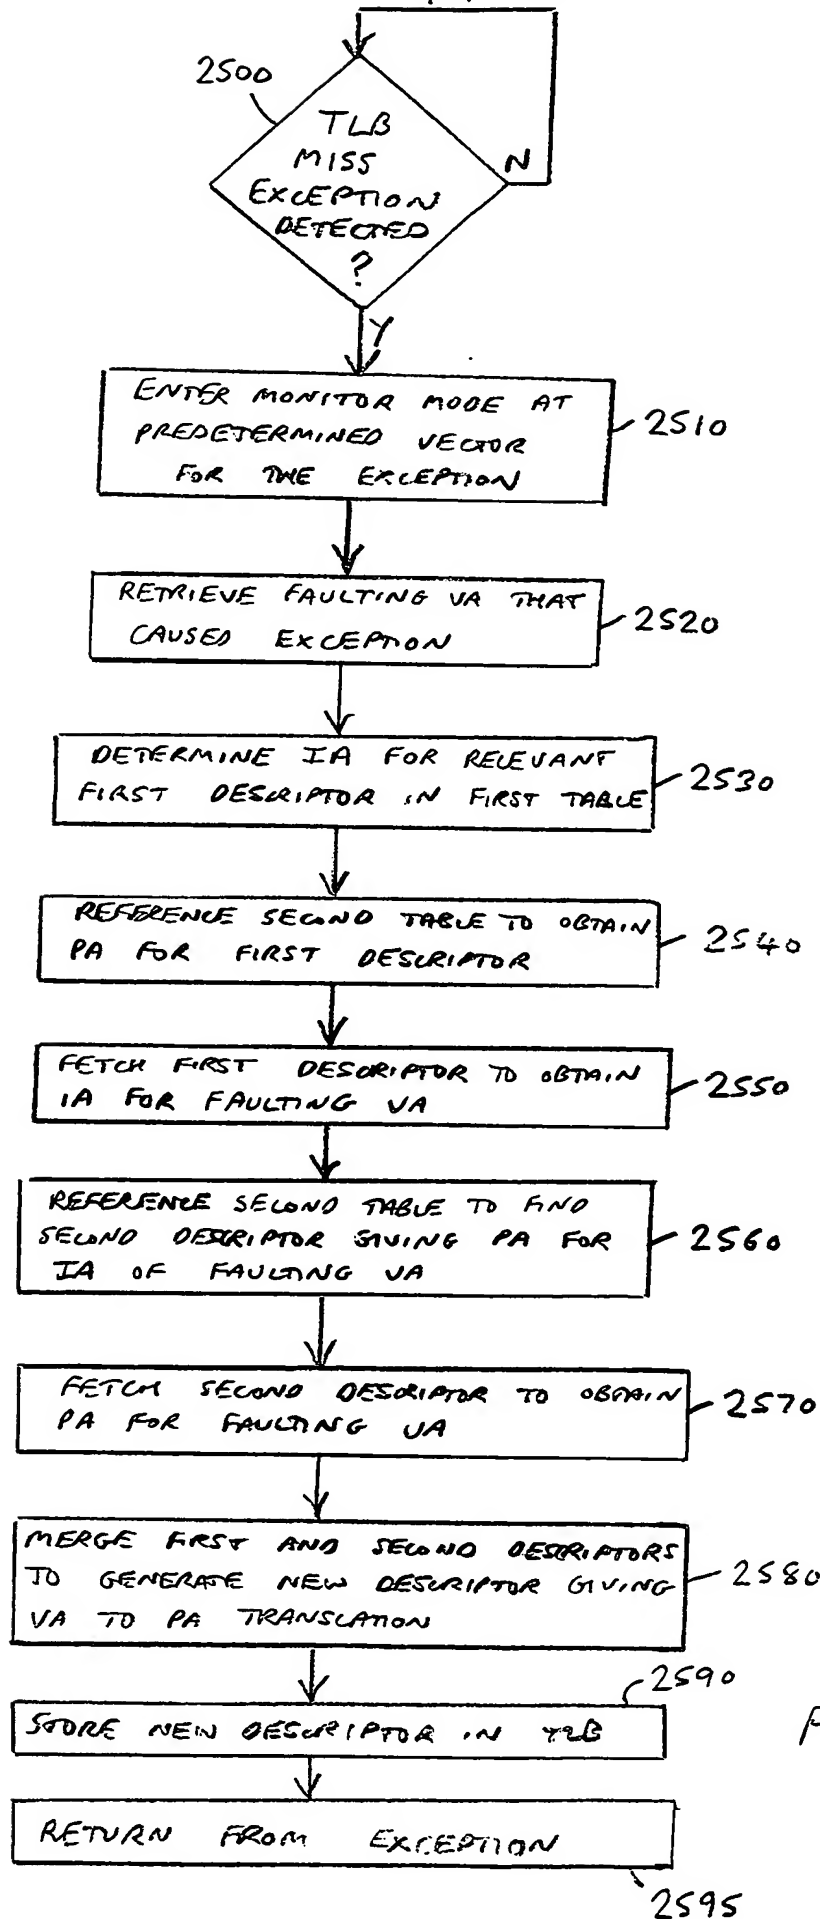 2500
TLB
MISS
EXCEPTION
DETECTED
?
N
Y
ENTER MONITOR MODE AT
PREDETERMINED VECTOR
FOR THE EXCEPTION
2510
RETRIEVE FAULTING VA THAT
CAUSED EXCEPTION
2520
DETERMINE IA FOR RELEVANT
FIRST DESCRIPTOR IN FIRST TABLE
2530
REFERENCE SECOND TABLE TO OBTAIN
PA FOR FIRST DESCRIPTOR
2540
FETCH FIRST DESCRIPTOR TO OBTAIN
IA FOR FAULTING VA
2550
REFERENCE SECOND TABLE TO FIND
SECOND DESCRIPTOR GIVING PA FOR
IA OF FAULTING VA
2560
FETCH SECOND DESCRIPTOR TO OBTAIN
PA FOR FAULTING VA
2570
MERGE FIRST AND SECOND DESCRIPTORS
TO GENERATE NEW DESCRIPTOR GIVING
VA TO PA TRANSLATION
2580
2590
STORE NEW DESCRIPTOR IN TLB
RETURN FROM EXCEPTION
2595